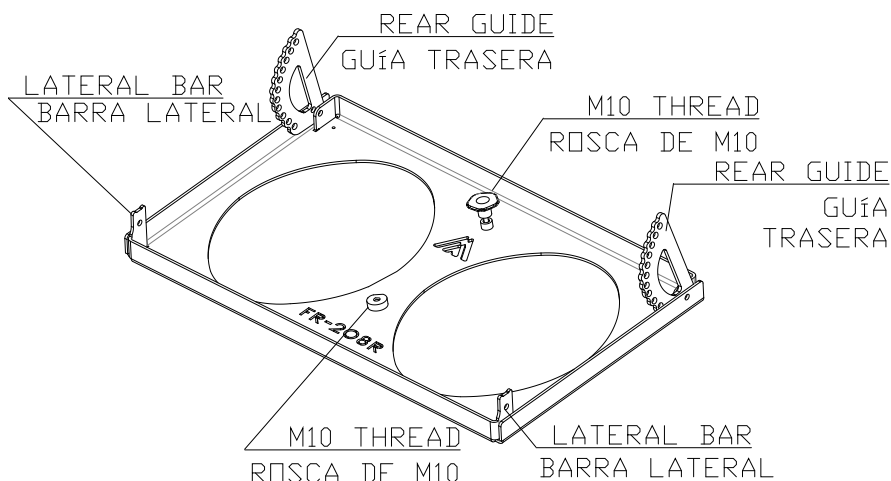 REAR GUIDE
GUíA TRASERA
LATERAL BAR
BARRA LATERAL
M10 THREAD
ROSCA DE M10
REAR GUIDE
GUíA
TRASERA
FR-208R
M10 THREAD
ROSCA DE M10
LATERAL BAR
BARRA LATERAL